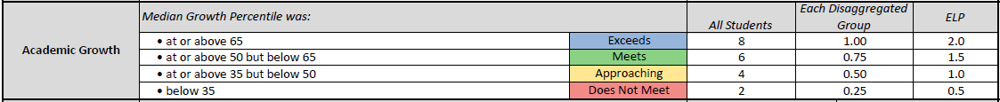 Median Growth Percentile was: All Students Each Disaggregated Group ELP
Academic Growth
• at or above 65 Exceeds 8 1.00 2.0
• at or above 50 but below 65 Meets 6 0.75 1.5
• at or above 35 but below 50 Approaching 4 0.50 1.0
• below 35 Does Not Meet 2 0.25 0.5